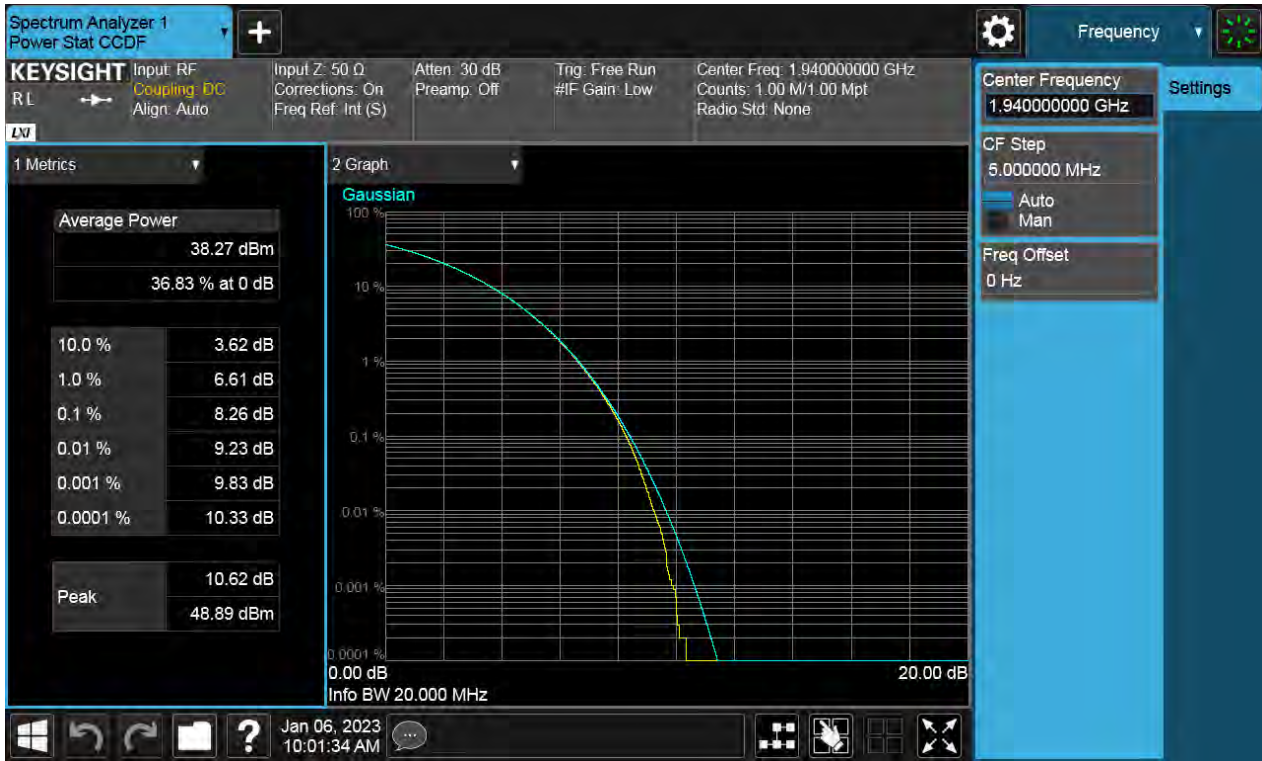 Spectrum Analyzer 1
Power Stat CCDF
+
Frequency
KEYSIGHT
RL
LXI
Input: RF
Coupling: DC
Align: Auto
Input Z: 50 Ω
Corrections: On
Freq Ref: Int (S)
Atten: 30 dB
Preamp: Off
Trig: Free Run
#IF Gain: Low
Center Freq: 1.940000000 GHz
Counts: 1.00 M/1.00 Mpt
Radio Std: None
Center Frequency
1.940000000 GHz
Settings
CF Step
5.000000 MHz
Auto
Man
Freq Offset
0 Hz
1 Metrics
Average Power
38.27 dBm
36.83 % at 0 dB
10.0 % 3.62 dB
1.0 % 6.61 dB
0.1 % 8.26 dB
0.01 % 9.23 dB
0.001 % 9.83 dB
0.0001 % 10.33 dB
Peak
10.62 dB
48.89 dBm
2 Graph
Gaussian
100 %
10 %
1 %
0.1 %
0.01 %
0.001 %
0.0001 %
0.00 dB
20.00 dB
Info BW 20.000 MHz
?
Jan 06, 2023
10:01:34 AM